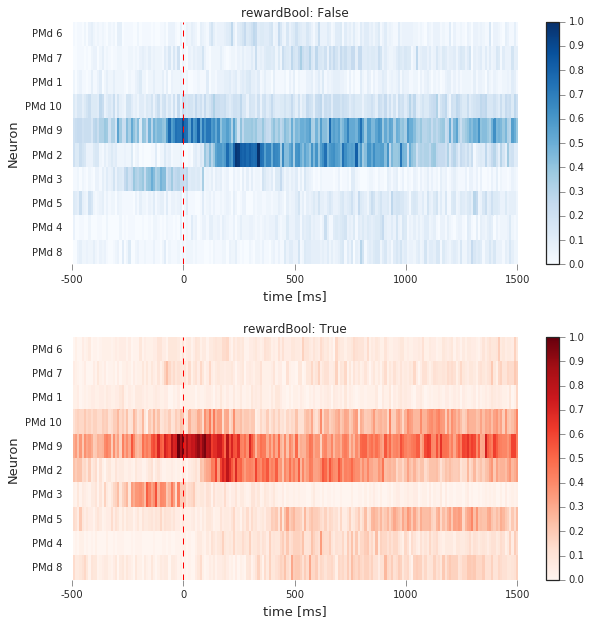 rewardBool: False
Neuron
PMd 6
PMd 7
PMd 1
PMd 10
PMd 9
PMd 2
PMd 3
PMd 5
PMd 4
PMd 8
-500
0
500
1000
1500
time [ms]
1.0
0.9
0.8
0.7
0.6
0.5
0.4
0.3
0.2
0.1
0.0
rewardBool: True
Neuron
PMd 6
PMd 7
PMd 1
PMd 10
PMd 9
PMd 2
PMd 3
PMd 5
PMd 4
PMd 8
-500
0
500
1000
1500
time [ms]
1.0
0.9
0.8
0.7
0.6
0.5
0.4
0.3
0.2
0.1
0.0